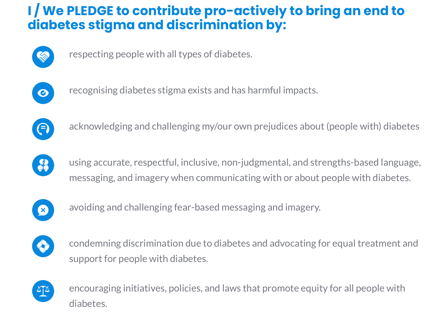 I / We PLEDGE to contribute pro-actively to bring an end to
diabetes stigma and discrimination by:
respecting people with all types of diabetes.
recognising diabetes stigma exists and has harmful impacts.
acknowledging and challenging my/our own prejudices about (people with) diabetes
using accurate, respectful, inclusive, non-judgmental, and strengths-based language,
messaging, and imagery when communicating with or about people with diabetes.
avoiding and challenging fear-based messaging and imagery.
condemning discrimination due to diabetes and advocating for equal treatment and
support for people with diabetes.
encouraging initiatives, policies, and laws that promote equity for all people with
diabetes.